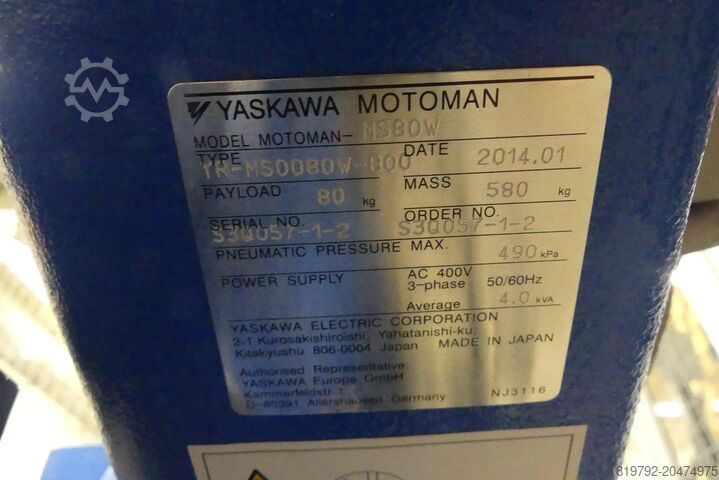 YASKAWA MOTOMAN
MODEL MOTOMAN- MS80W
TYPE YR-MS0080W-B00 DATE 2014.01
PAYLOAD 80 kg MASS 580 kg
SERIAL NO. S3Q057-1-2 ORDER NO. S3Q057-1-2
PNEUMATIC PRESSURE MAX. 490 kPa
POWER SUPPLY AC 400V
3-phase 50/60Hz
Average 4.0 kVA
YASKAWA ELECTRIC CORPORATION
2-1 Kurosakishiroishi, Yahatanishi-ku,
Kitakyushu 806-0004 Japan MADE IN JAPAN
Authorised Representative:
YASKAWA Europe GmbH
Kammerfeldstr. 1
D-85391 Allershausen Germany NJ3116
819792-20474975